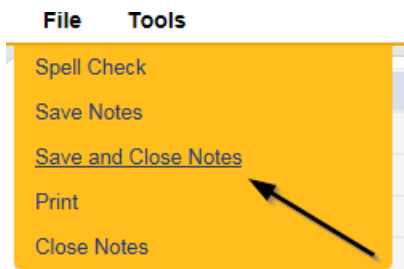 File Tools
Spell Check
Save Notes
Save and Close Notes
Print
Close Notes